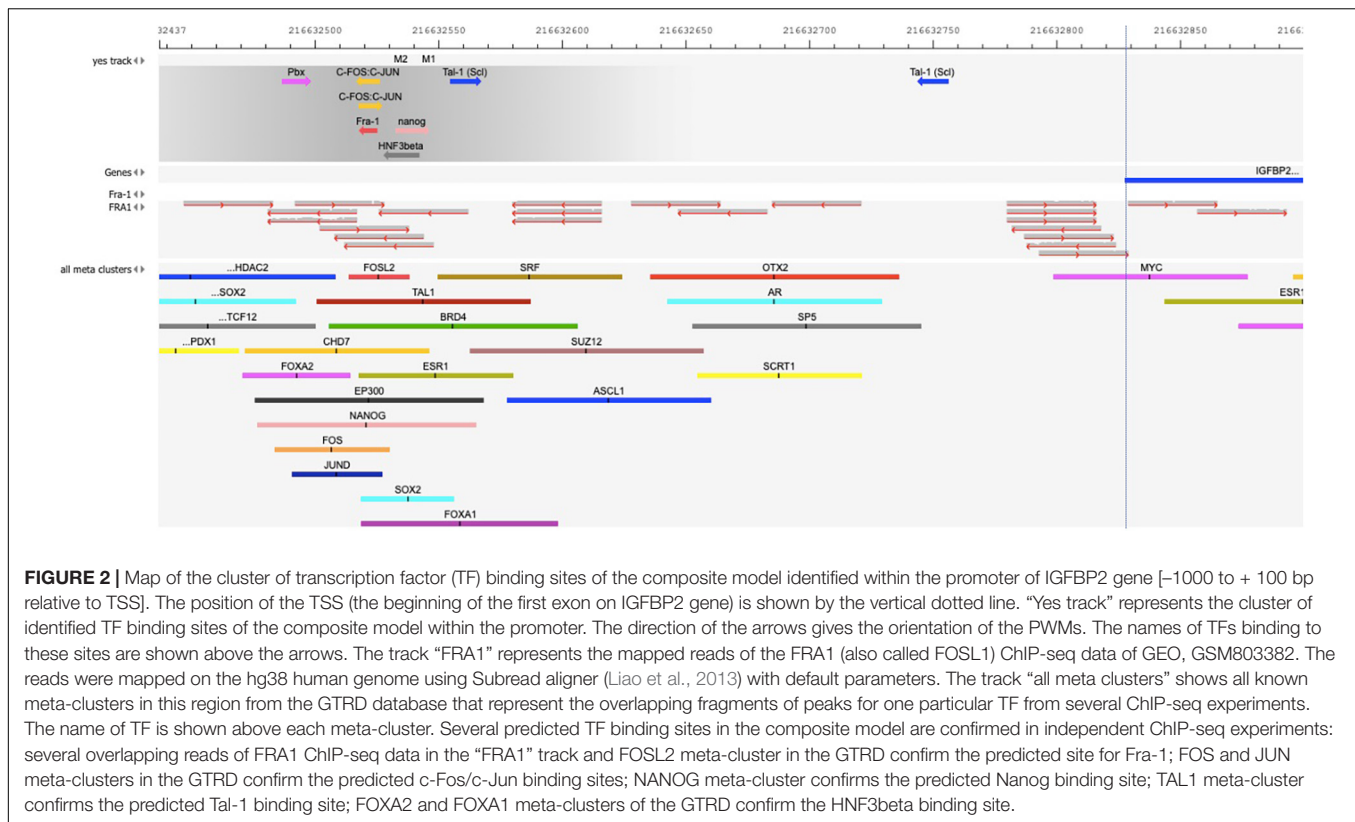 32437 216632500 216632550 216632600 216632650 216632700 216632750 216632800 216632850 2166
yes track
M2 M1
Pbx C-FOS:C-JUN Tal-1 (Scl) Tal-1 (Scl)
C-FOS:C-JUN
Fra-1 nanog
HNF3beta
Genes IGFBP2...
Fra-1
FRA1
all meta clusters ...HDAC2 FOSL2 SRF OTX2 MYC
...SOX2 TAL1 AR ESR1
...TCF12 BRD4 SP5
...PDX1 CHD7 SUZ12
FOXA2 ESR1 SCRT1
EP300 ASCL1
NANOG
FOS
JUND
SOX2
FOXA1
FIGURE 2 | Map of the cluster of transcription factor (TF) binding sites of the composite model identified within the promoter of IGFBP2 gene [–1000 to + 100 bp
relative to TSS]. The position of the TSS (the beginning of the first exon on IGFBP2 gene) is shown by the vertical dotted line. “Yes track” represents the cluster of
identified TF binding sites of the composite model within the promoter. The direction of the arrows gives the orientation of the PWMs. The names of TFs binding to
these sites are shown above the arrows. The track “FRA1” represents the mapped reads of the FRA1 (also called FOSL1) ChIP-seq data of GEO, GSM803382. The
reads were mapped on the hg38 human genome using Subread aligner (Liao et al., 2013) with default parameters. The track “all meta clusters” shows all known
meta-clusters in this region from the GTRD database that represent the overlapping fragments of peaks for one particular TF from several ChIP-seq experiments.
The name of TF is shown above each meta-cluster. Several predicted TF binding sites in the composite model are confirmed in independent ChIP-seq experiments:
several overlapping reads of FRA1 ChIP-seq data in the “FRA1” track and FOSL2 meta-cluster in the GTRD confirm the predicted site for Fra-1; FOS and JUN
meta-clusters in the GTRD confirm the predicted c-Fos/c-Jun binding sites; NANOG meta-cluster confirms the predicted Nanog binding site; TAL1 meta-cluster
confirms the predicted Tal-1 binding site; FOXA2 and FOXA1 meta-clusters of the GTRD confirm the HNF3beta binding site.